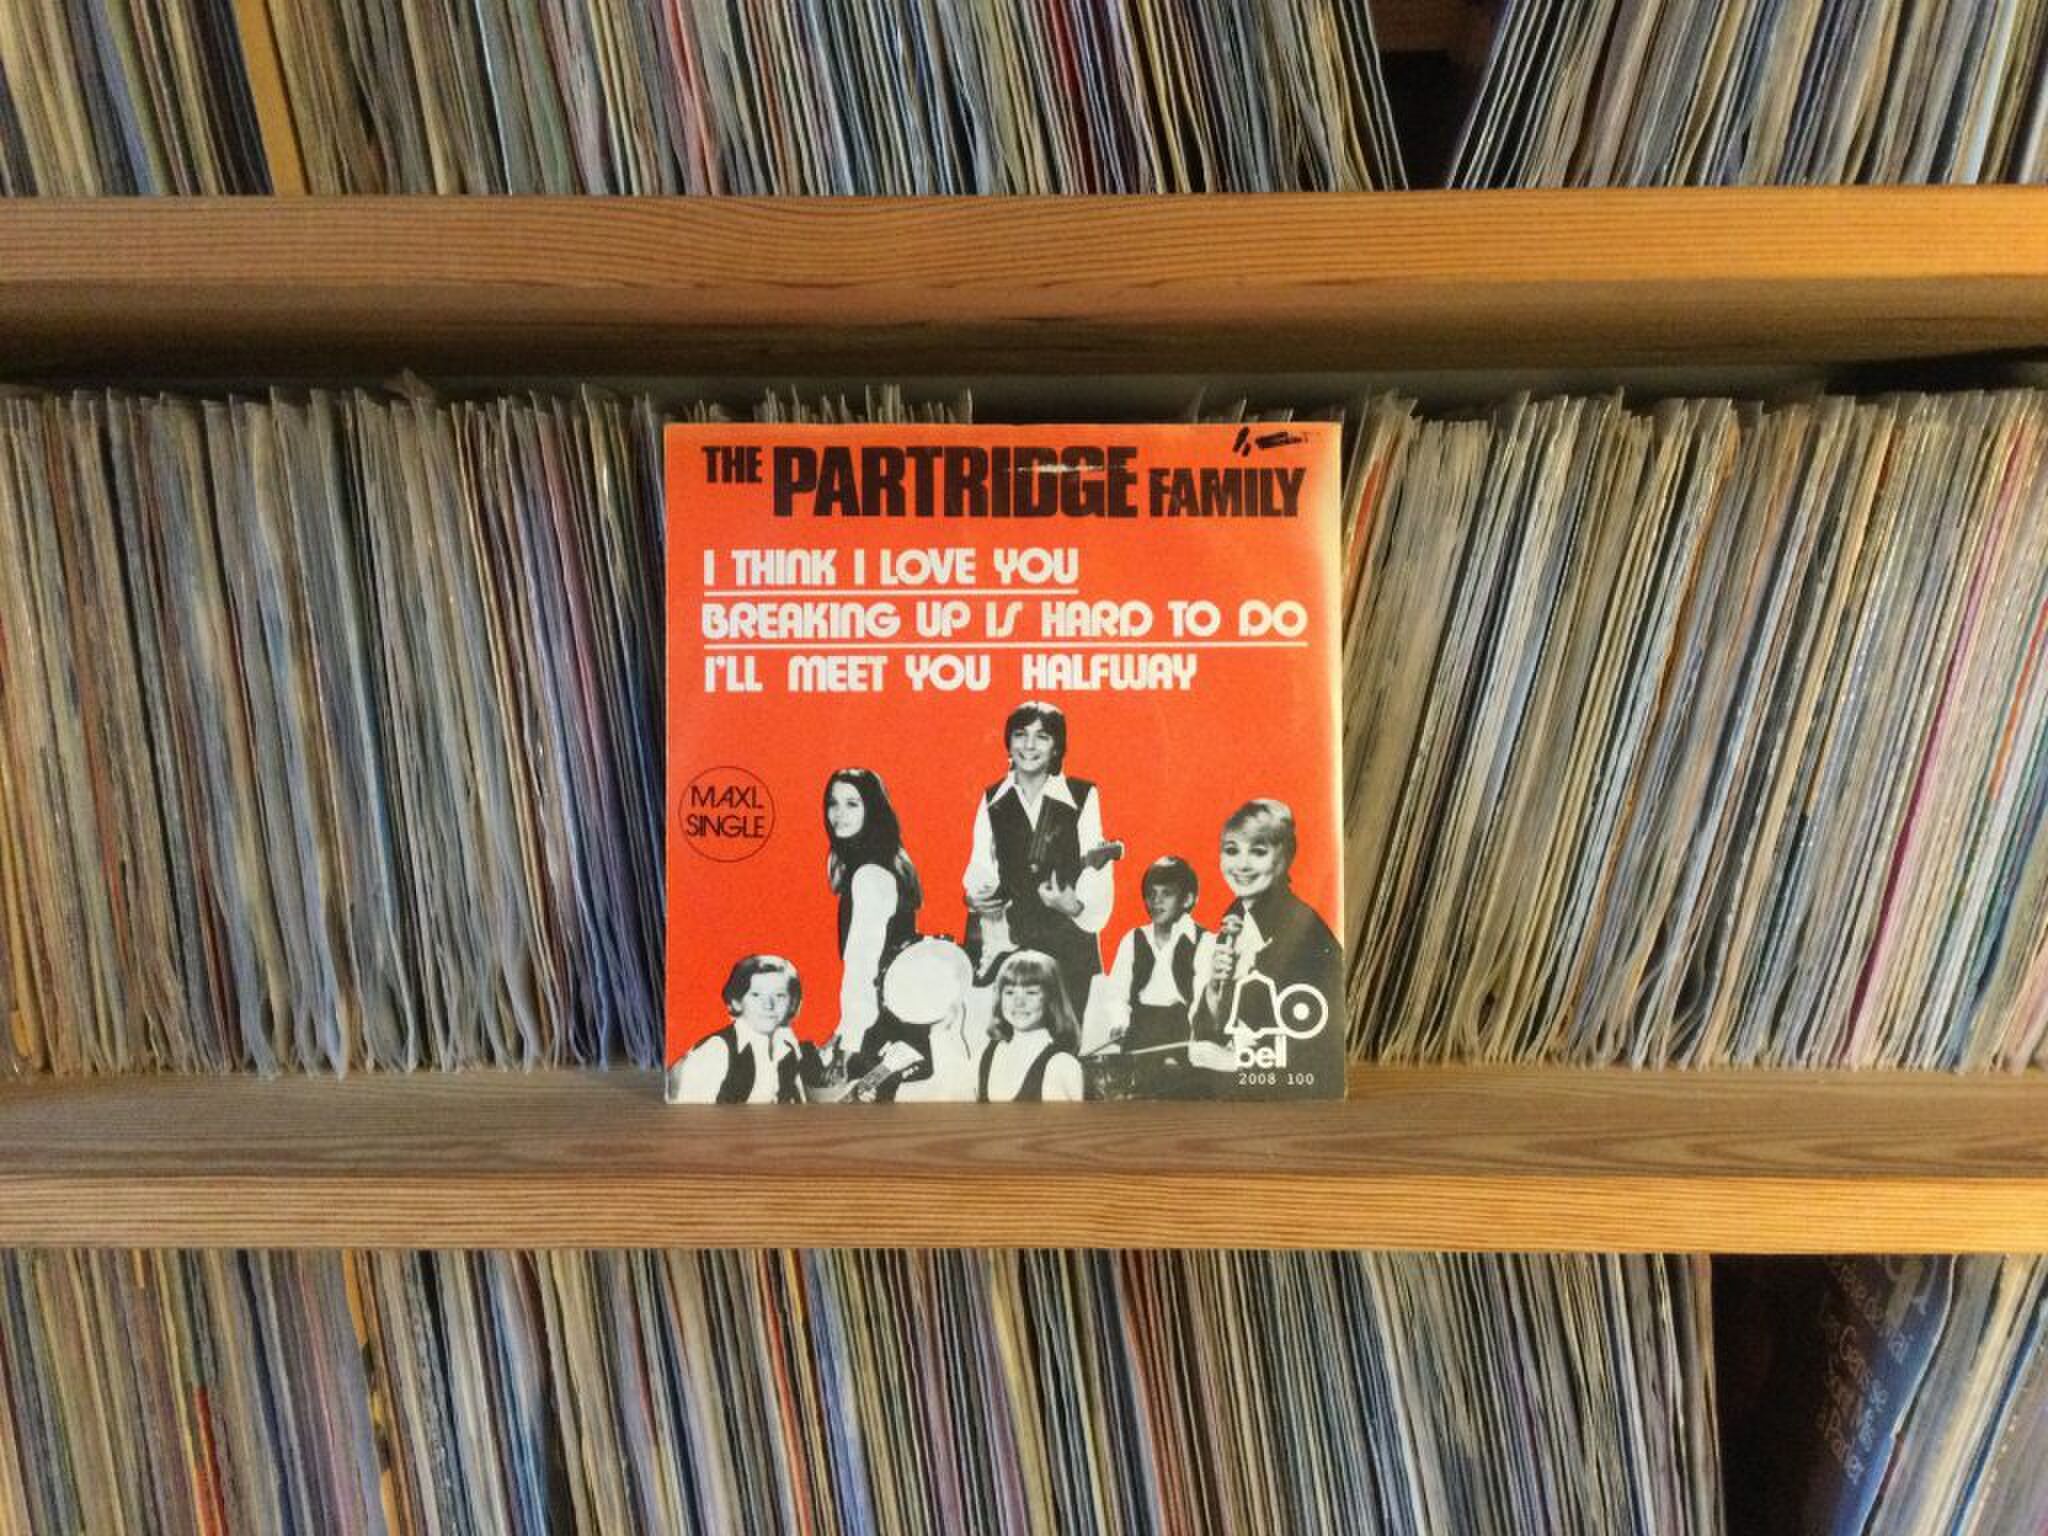 THE PARTRIDGE FAMILY
I THINK I LOVE YOU
BREAKING UP IS HARD TO DO
I'LL MEET YOU HALFWAY
MAXI
SINGLE
bell
2008 100